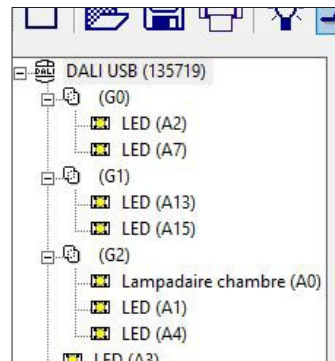 DALI USB (135719)
(G0)
LED (A2)
LED (A7)
(G1)
LED (A13)
LED (A15)
(G2)
Lampadaire chambre (A0)
LED (A1)
LED (A4)
LED (A3)